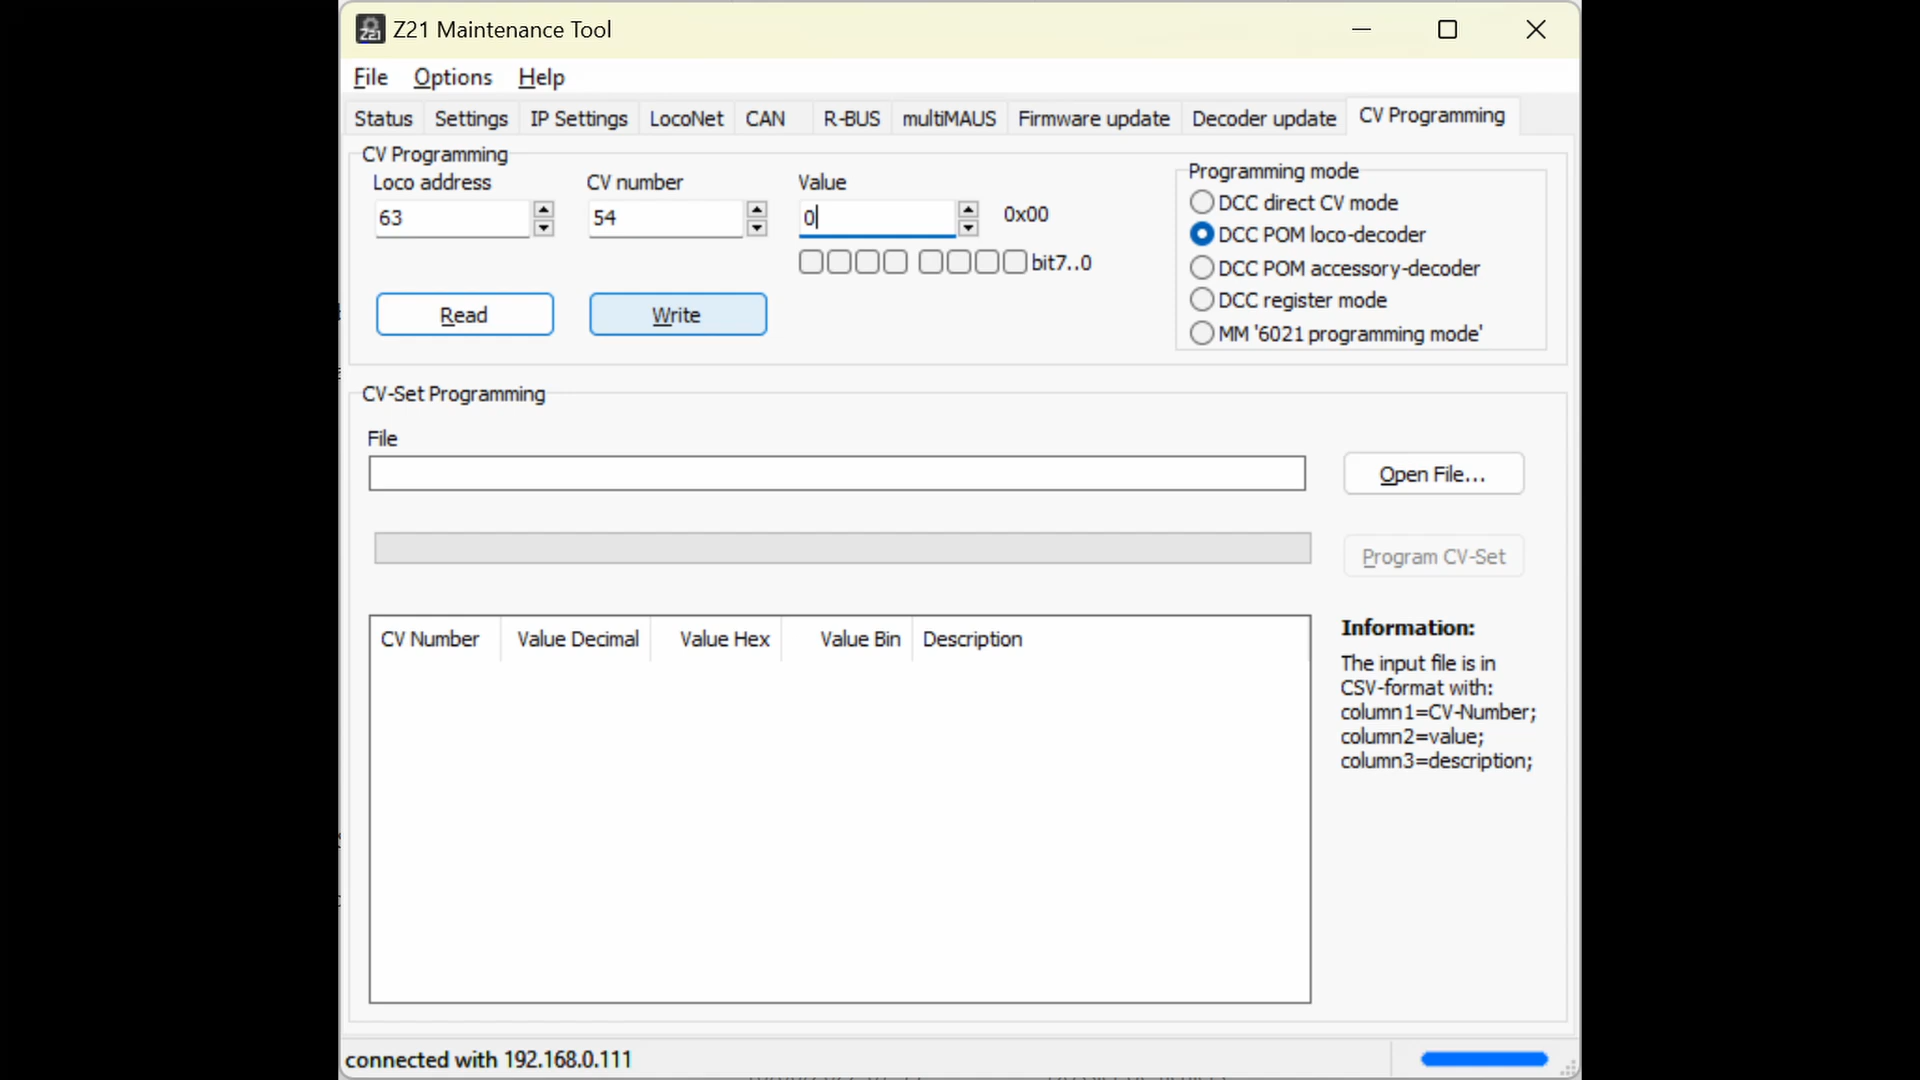 Z21 Maintenance Tool
File Options Help
Status Settings IP Settings LocoNet CAN R-BUS multiMAUS Firmware update Decoder update CV Programming
CV Programming
Loco address CV number Value
63 54 0 0x00
bit7..0
Read Write
Programming mode
DCC direct CV mode
DCC POM loco-decoder
DCC POM accessory-decoder
DCC register mode
MM '6021 programming mode'
CV-Set Programming
File
Open File...
Program CV-Set
CV Number Value Decimal Value Hex Value Bin Description
Information:
The input file is in
CSV-format with:
column1=CV-Number;
column2=value;
column3=description;
connected with 192.168.0.111